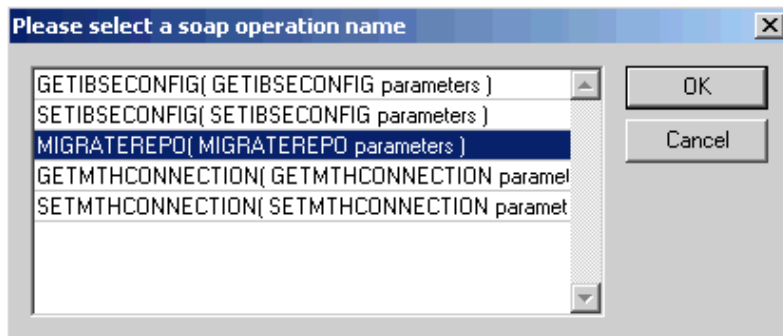 Please select a soap operation name
GETIBSECONFIG( GETIBSECONFIG parameters )
SETIBSECONFIG( SETIBSECONFIG parameters )
MIGRATEREPO( MIGRATEREPO parameters )
GETMTHCONNECTION( GETMTHCONNECTION paramet
SETMTHCONNECTION( SETMTHCONNECTION paramet
OK
Cancel